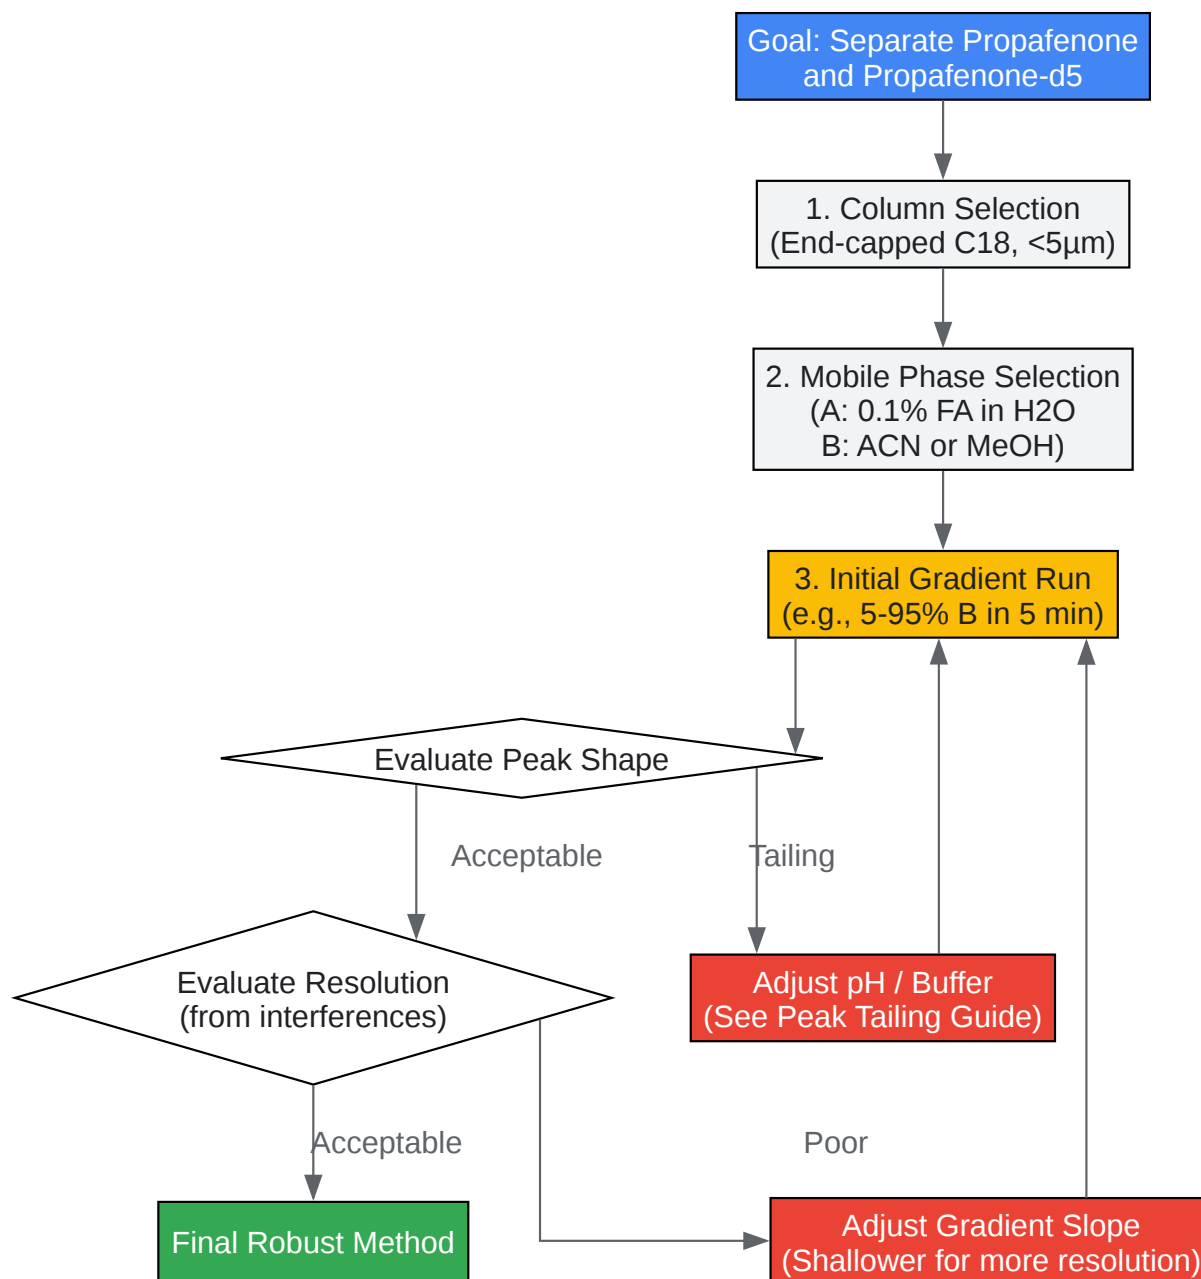 Goal: Separate Propafenone
and Propafenone-d5
1. Column Selection
(End-capped C18, <5µm)
2. Mobile Phase Selection
(A: 0.1% FA in H2O
B: ACN or MeOH)
3. Initial Gradient Run
(e.g., 5-95% B in 5 min)
Evaluate Peak Shape
Acceptable
Tailing
Evaluate Resolution
(from interferences)
Adjust pH / Buffer
(See Peak Tailing Guide)
Acceptable
Poor
Final Robust Method
Adjust Gradient Slope
(Shallower for more resolution)